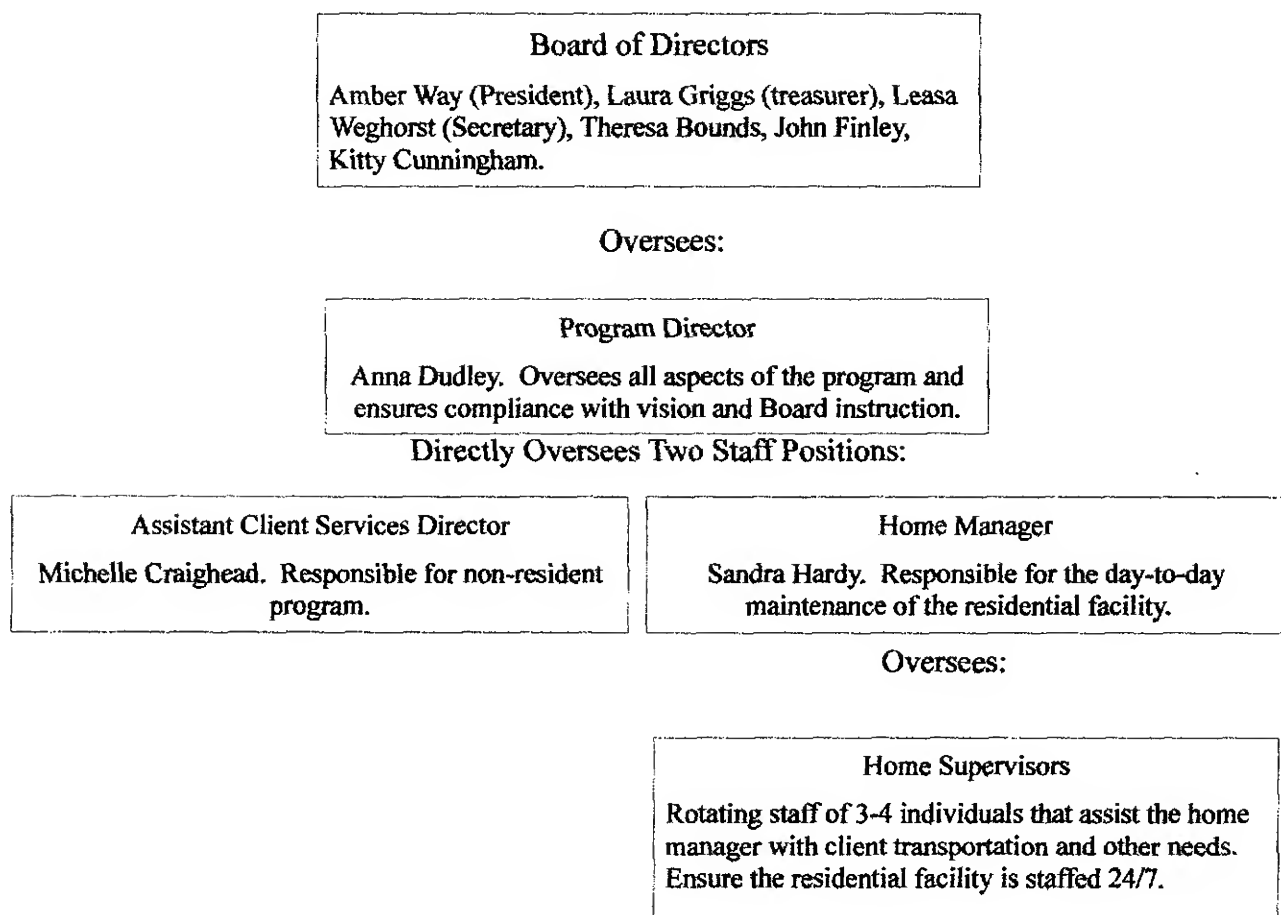 Board of Directors
Amber Way (President), Laura Griggs (treasurer), Leasa
Weghorst (Secretary), Theresa Bounds, John Finley,
Kitty Cunningham.
Oversees:
Program Director
Anna Dudley. Oversees all aspects of the program and
ensures compliance with vision and Board instruction.
Directly Oversees Two Staff Positions:
Assistant Client Services Director
Michelle Craighead. Responsible for non-resident
program.
Home Manager
Sandra Hardy. Responsible for the day-to-day
maintenance of the residential facility.
Oversees:
Home Supervisors
Rotating staff of 3-4 individuals that assist the home
manager with client transportation and other needs.
Ensure the residential facility is staffed 24/7.